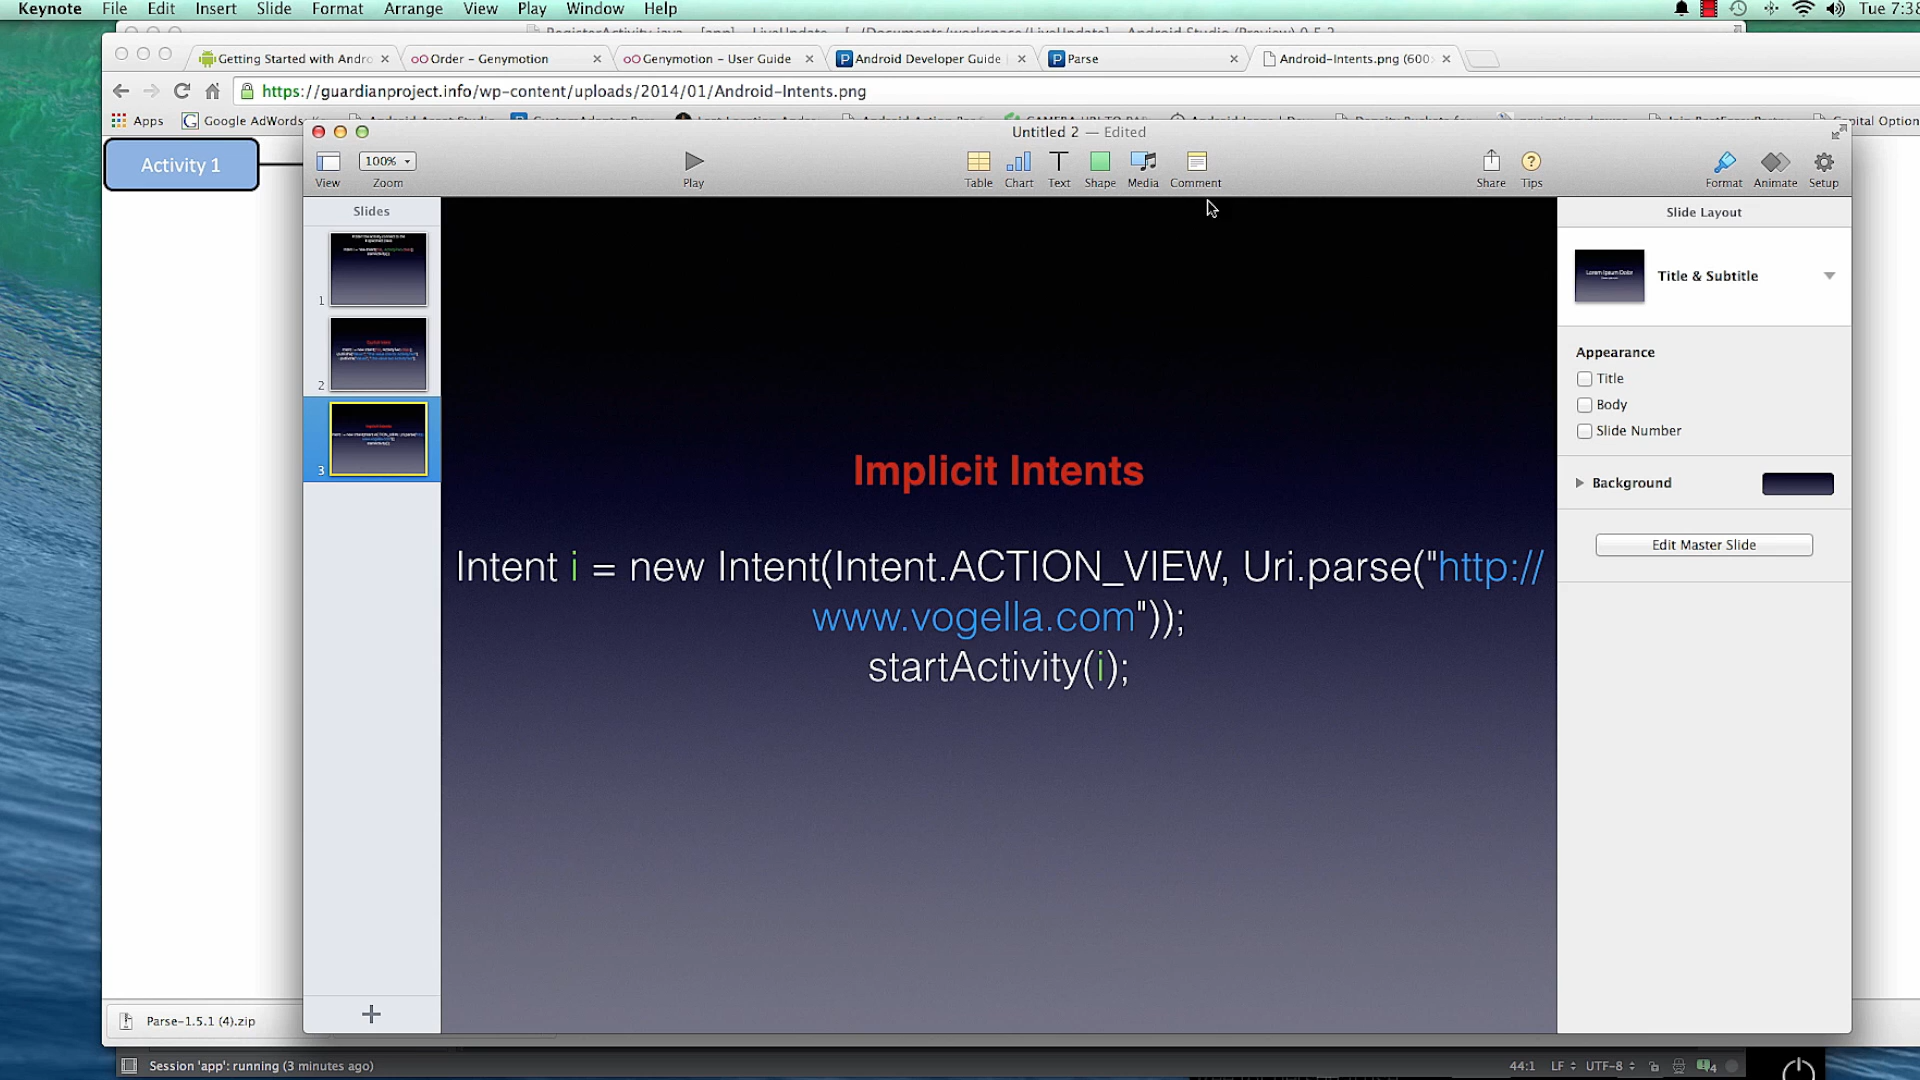 Keynote File Edit Insert Slide Format Arrange View Play Window Help
Getting Started with Andro
Order - Genymotion
Genymotion - User Guide
Android Developer Guide |
Parse
Android-Intents.png (600
https://guardianproject.info/wp-content/uploads/2014/01/Android-Intents.png
Apps
Google AdWords:
Activity 1
Untitled 2 — Edited
100%
View
Zoom
Play
Table
Chart
Text
Shape
Media
Comment
Share
Tips
Format
Animate
Setup
Slides
1
2
3
Implicit Intents
Intent i = new Intent(Intent.ACTION_VIEW, Uri.parse("http://
www.vogella.com"));
startActivity(i);
Slide Layout
Title & Subtitle
Appearance
Title
Body
Slide Number
Background
Edit Master Slide
Parse-1.5.1 (4).zip
Session 'app': running (3 minutes ago)
44:1
LF
UTF-8